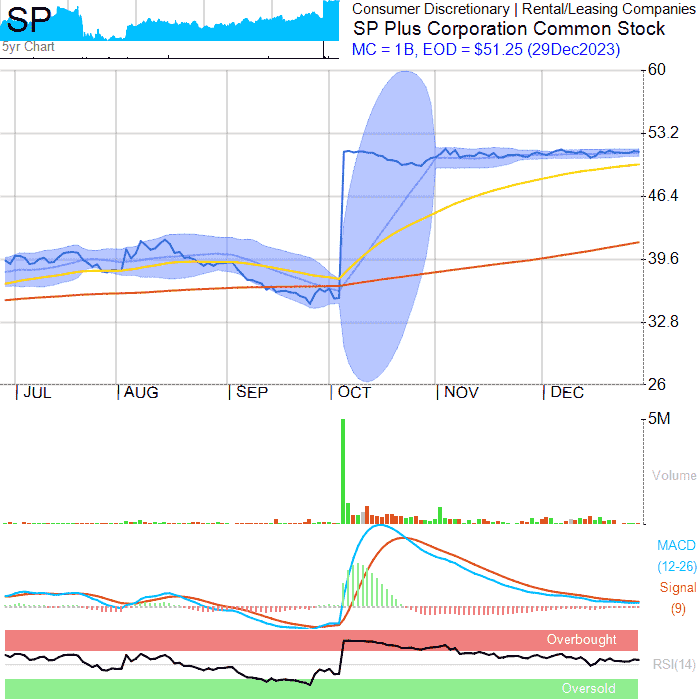 SP
5yr Chart
Consumer Discretionary | Rental/Leasing Companies
SP Plus Corporation Common Stock
MC = 1B, EOD = $51.25 (29Dec2023)
60
53.2
46.4
39.6
32.8
26
JUL AUG SEP OCT NOV DEC
5M
Volume
MACD
(12-26)
Signal
(9)
Overbought
RSI(14)
Oversold